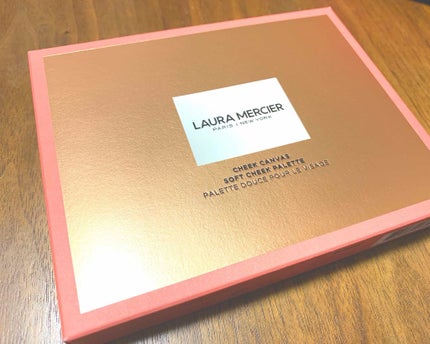 LAURA MERCIER
PARIS | NEW YORK
CHEEK CANVAS
SOFT CHEEK PALETTE
PALETTE DOUCE POUR LE VISAGE